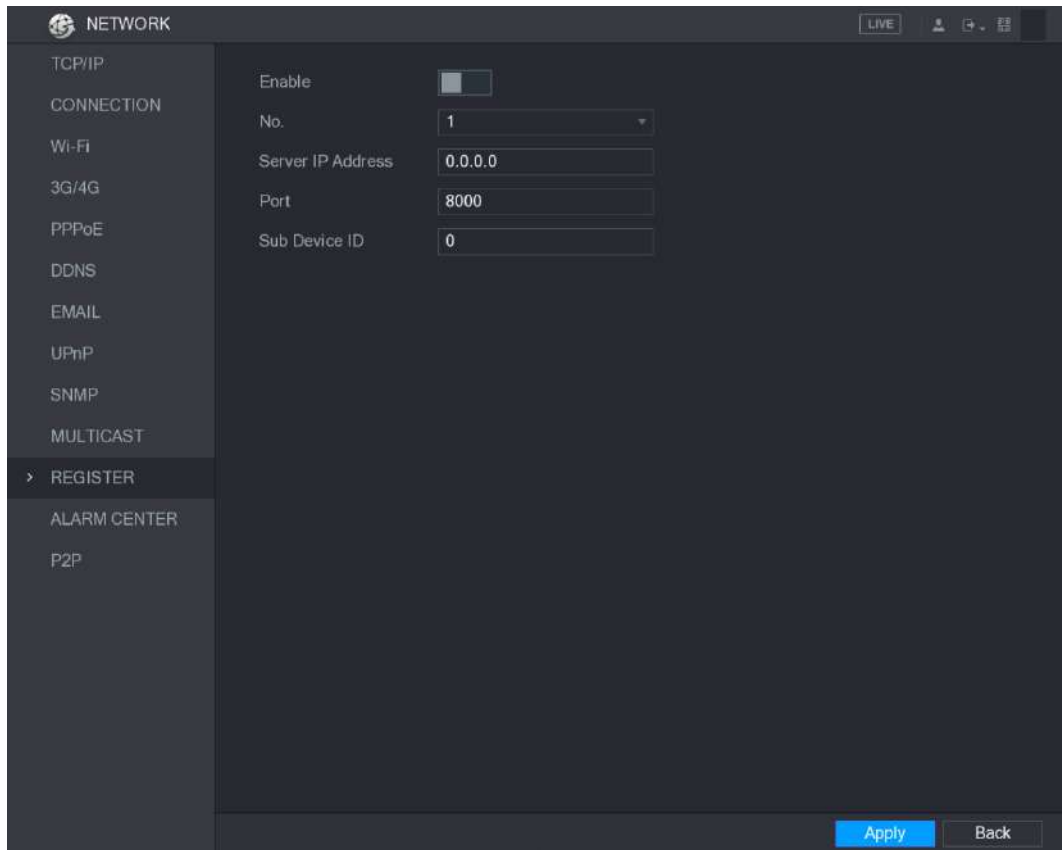 NETWORK
LIVE
TCP/IP
CONNECTION
Wi-Fi
3G/4G
PPPoE
DDNS
EMAIL
UPnP
SNMP
MULTICAST
> REGISTER
ALARM CENTER
P2P
Enable
No. 1
Server IP Address 0.0.0.0
Port 8000
Sub Device ID 0
Apply Back